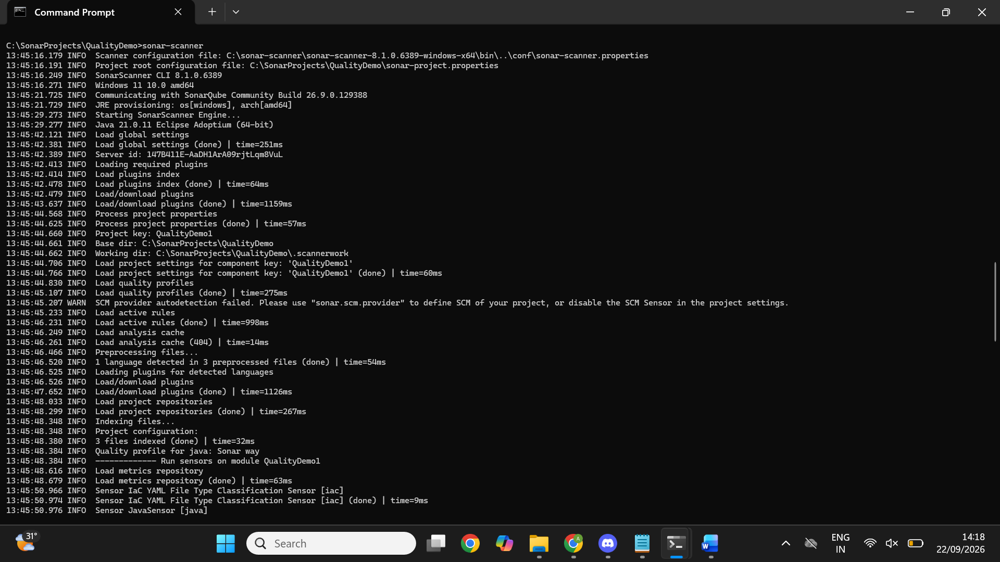 Command Prompt
C:\SonarProjects\QualityDemo>sonar-scanner
13:45:16.179 INFO  Scanner configuration file: C:\sonar-scanner\sonar-scanner-8.1.0.6389-windows-x64\bin\..\conf\sonar-scanner.properties
13:45:16.191 INFO  Project root configuration file: C:\SonarProjects\QualityDemo\sonar-project.properties
13:45:16.249 INFO  SonarScanner CLI 8.1.0.6389
13:45:16.271 INFO  Windows 11 10.0 amd64
13:45:21.725 INFO  Communicating with SonarQube Community Build 26.9.0.129388
13:45:21.729 INFO  JRE provisioning: os[windows], arch[amd64]
13:45:29.273 INFO  Starting SonarScanner Engine...
13:45:29.277 INFO  Java 21.0.11 Eclipse Adoptium (64-bit)
13:45:42.121 INFO  Load global settings
13:45:42.381 INFO  Load global settings (done) | time=251ms
13:45:42.389 INFO  Server id: 147B411E-AaDH1ArA09rjtLqm8VuL
13:45:42.413 INFO  Loading required plugins
13:45:42.414 INFO  Load plugins index
13:45:42.478 INFO  Load plugins index (done) | time=64ms
13:45:42.479 INFO  Load/download plugins
13:45:43.637 INFO  Load/download plugins (done) | time=1159ms
13:45:44.568 INFO  Process project properties
13:45:44.625 INFO  Process project properties (done) | time=57ms
13:45:44.660 INFO  Project key: QualityDemo1
13:45:44.661 INFO  Base dir: C:\SonarProjects\QualityDemo
13:45:44.662 INFO  Working dir: C:\SonarProjects\QualityDemo\.scannerwork
13:45:44.706 INFO  Load project settings for component key: 'QualityDemo1'
13:45:44.766 INFO  Load project settings for component key: 'QualityDemo1' (done) | time=60ms
13:45:44.830 INFO  Load quality profiles
13:45:45.107 INFO  Load quality profiles (done) | time=275ms
13:45:45.207 WARN  SCM provider autodetection failed. Please use "sonar.scm.provider" to define SCM of your project, or disable the SCM Sensor in the project settings.
13:45:45.233 INFO  Load active rules
13:45:46.231 INFO  Load active rules (done) | time=998ms
13:45:46.249 INFO  Load analysis cache
13:45:46.261 INFO  Load analysis cache (404) | time=14ms
13:45:46.466 INFO  Preprocessing files...
13:45:46.520 INFO  1 language detected in 3 preprocessed files (done) | time=54ms
13:45:46.525 INFO  Loading plugins for detected languages
13:45:46.526 INFO  Load/download plugins
13:45:47.652 INFO  Load/download plugins (done) | time=1126ms
13:45:48.033 INFO  Load project repositories
13:45:48.299 INFO  Load project repositories (done) | time=267ms
13:45:48.348 INFO  Indexing files...
13:45:48.348 INFO  Project configuration:
13:45:48.380 INFO  3 files indexed (done) | time=32ms
13:45:48.384 INFO  Quality profile for java: Sonar way
13:45:48.384 INFO  ------------- Run sensors on module QualityDemo1
13:45:48.616 INFO  Load metrics repository
13:45:48.679 INFO  Load metrics repository (done) | time=63ms
13:45:50.966 INFO  Sensor IaC YAML File Type Classification Sensor [iac]
13:45:50.974 INFO  Sensor IaC YAML File Type Classification Sensor [iac] (done) | time=9ms
13:45:50.976 INFO  Sensor JavaSensor [java]
31°
Search
A
W
ENG
IN
14:18
22/09/2026